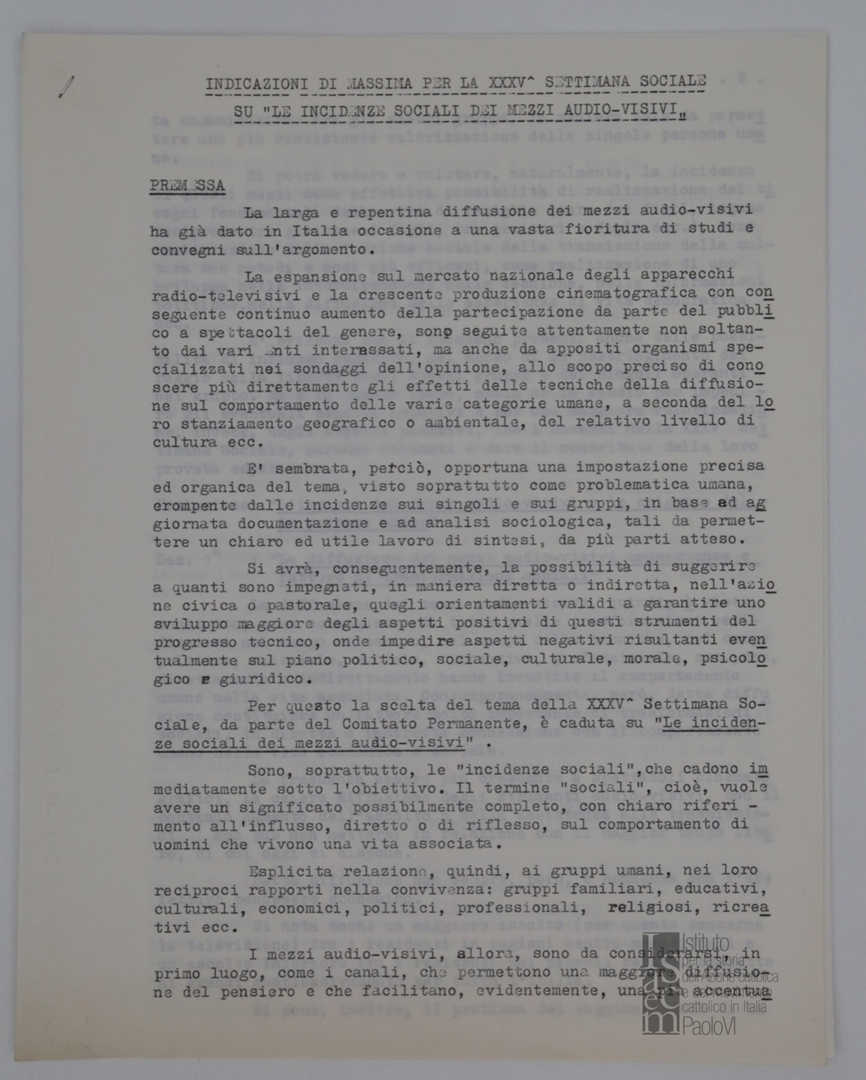 INDICAZIONI DI MASSIMA PER LA XXXV^ SETTIMANA SOCIALE
SU "LE INCIDENZE SOCIALI DEI MEZZI AUDIO-VISIVI"
PREMESSA
La larga e repentina diffusione dei mezzi audio-visivi
ha già dato in Italia occasione a una vasta fioritura di studi e
convegni sull'argomento.
La espansione sul mercato nazionale degli apparecchi
radio-televisivi e la crescente produzione cinematografica con con
seguente continuo aumento della partecipazione da parte del pubbli
co a spettacoli del genere, sono seguite attentamente non soltan-
to dai vari enti interessati, ma anche da appositi organismi spe-
cializzati nei sondaggi dell'opinione, allo scopo preciso di cono
scere più direttamente gli effetti delle tecniche della diffusio-
ne sul comportamento delle varie categorie umane, a seconda del lo
ro stanziamento geografico o ambientale, del relativo livello di
cultura ecc.
E' sembrata, perciò, opportuna una impostazione precisa
ed organica del tema, visto soprattutto come problematica umana,
erompente dalle incidenze sui singoli e sui gruppi, in base ad ag
giornata documentazione e ad analisi sociologica, tali da permet-
tere un chiaro ed utile lavoro di sintesi, da più parti atteso.
Si avrà, conseguentemente, la possibilità di suggerire
a quanti sono impegnati, in maniera diretta o indiretta, nell'azio
ne civica o pastorale, quegli orientamenti validi a garantire uno
sviluppo maggiore degli aspetti positivi di questi strumenti del
progresso tecnico, onde impedire aspetti negativi risultanti even
tualmente sul piano politico, sociale, culturale, morale, psicolo
gico e giuridico.
Per questo la scelta del tema della XXXV^ Settimana So-
ciale, da parte del Comitato Permanente, è caduta su "Le inciden-
ze sociali dei mezzi audio-visivi" .
Sono, soprattutto, le "incidenze sociali",che cadono im
mediatamente sotto l'obiettivo. Il termine "sociali", cioè, vuole
avere un significato possibilmente completo, con chiaro riferi -
mento all'influsso, diretto o di riflesso, sul comportamento di
uomini che vivono una vita associata.
Esplicita relazione, quindi, ai gruppi umani, nei loro
reciproci rapporti nella convivenza: gruppi familiari, educativi,
culturali, economici, politici, professionali, religiosi, ricrea
tivi ecc.
I mezzi audio-visivi, allora, sono da considerarsi, in
primo luogo, come i canali, che permettono una maggiore diffusio-
ne del pensiero e che facilitano, evidentemente, una più accentua
Isacem
Istituto
per la storia
dell'Azione cattolica
e del movimento
cattolico in Italia
PaoloVI